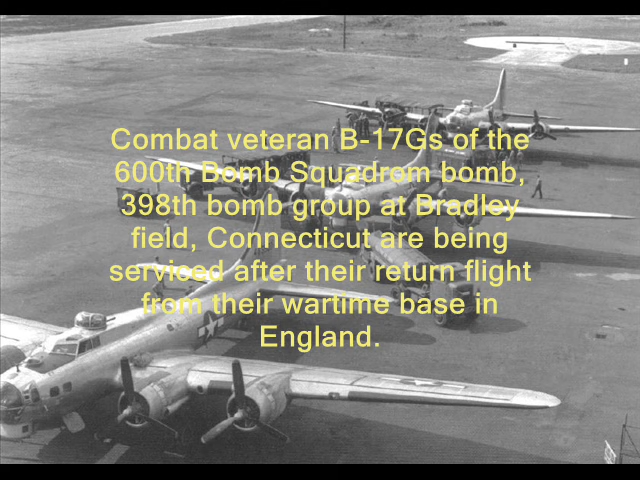 Combat veteran B-17Gs of the
600th Bomb Squadrom bomb,
398th bomb group at Bradley
field, Connecticut are being
serviced after their return flight
from their wartime base in
England.